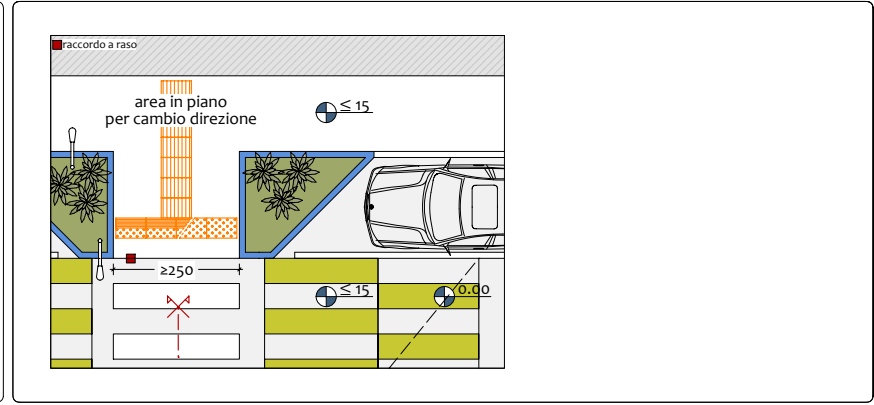 raccordo a raso
area in piano
per cambio direzione
≤ 15
≥250
≤ 15
0.00